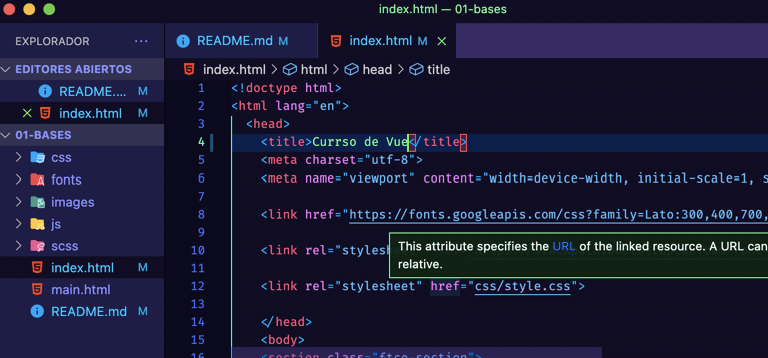 index.html — 01-bases
EXPLORADOR ···
README.md M
index.html M
EDITORES ABIERTOS
README.... M
index.html M
01-BASES
css
fonts
images
js
scss
index.html M
main.html
README.md M
index.html > html > head > title
1 <!doctype html>
2 <html lang="en">
3 <head>
4 <title>Currso de Vue</title>
5 <meta charset="utf-8">
6 <meta name="viewport" content="width=device-width, initial-scale=1, s
7
8 <link href="https://fonts.googleapis.com/css?family=Lato:300,400,700,
9
10 <link rel="stylesh
This attribute specifies the URL of the linked resource. A URL can
relative.
11
12 <link rel="stylesheet" href="css/style.css">
13
14 </head>
15 <body>
16 <section class="ftco-section">